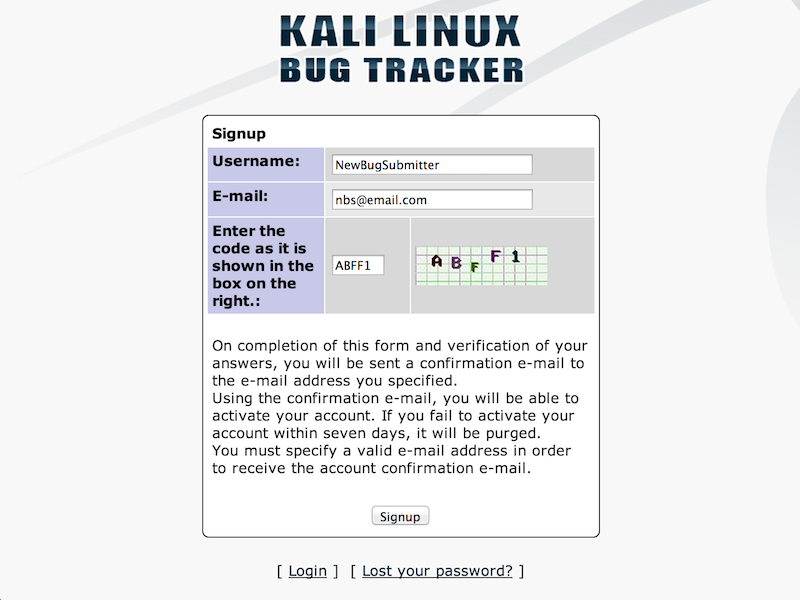 KALI LINUX
BUG TRACKER
Signup
Username:
NewBugSubmitter
E-mail:
nbs@email.com
Enter the
code as it is
shown in the
box on the
right.:
ABFF1
A B F F 1
On completion of this form and verification of your
answers, you will be sent a confirmation e-mail to
the e-mail address you specified.
Using the confirmation e-mail, you will be able to
activate your account. If you fail to activate your
account within seven days, it will be purged.
You must specify a valid e-mail address in order
to receive the account confirmation e-mail.
Signup
[ Login ] [ Lost your password? ]